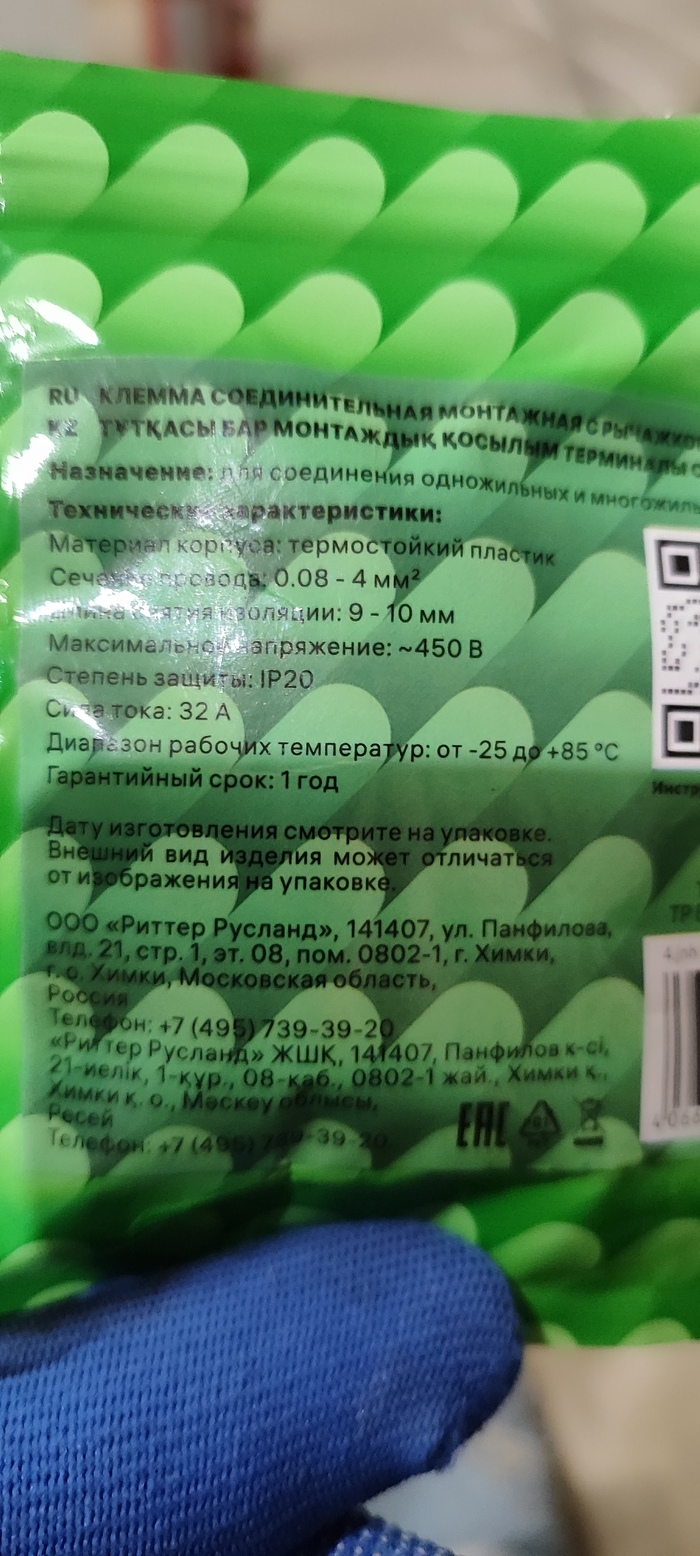 RU КЛЕММА СОЕДИНИТЕЛЬНАЯ МОНТАЖНАЯ С РЫЧАЖКО
KZ ТҰТҚАСЫ БАР МОНТАЖДЫҚ ҚОСЫЛЫМ ТЕРМИНАЛЫ С
Назначение: для соединения одножильных и многожиль
Технические характеристики:
Материал корпуса: термостойкий пластик
Сечение провода: 0.08 - 4 мм²
Длина снятия изоляции: 9 - 10 мм
Максимальное напряжение: ~450 В
Степень защиты: IP20
Сила тока: 32 А
Диапазон рабочих температур: от -25 до +85 °С
Гарантийный срок: 1 год
Инстр
Дату изготовления смотрите на упаковке.
Внешний вид изделия может отличаться
от изображения на упаковке.
ТР
ООО «Риттер Русланд», 141407, ул. Панфилова,
влд. 21, стр. 1, эт. 08, пом. 0802-1, г. Химки,
г. о. Химки, Московская область,
Россия
Телефон: +7 (495) 739-39-20
«Риттер Русланд» ЖШҚ, 141407, Панфилов к-сі,
21-иелік, 1-құр., 08-қаб., 0802-1 жай., Химки қ.,
Химки қ. о., Мәскеу облысы,
Ресей
Телефон: +7 (495) 739-39-20
EAC